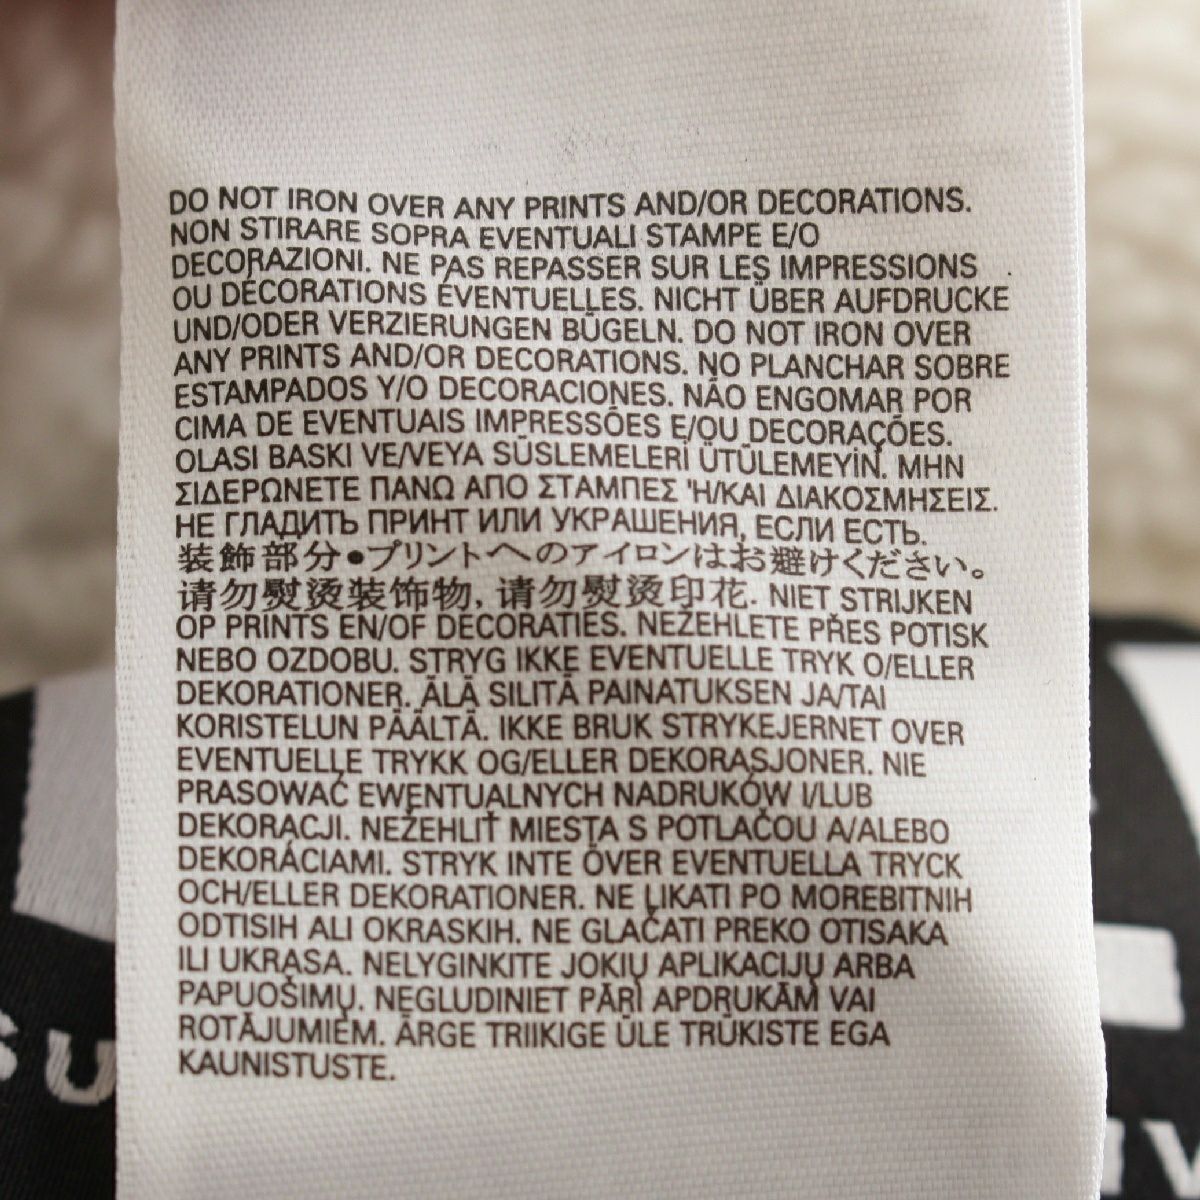 DO NOT IRON OVER ANY PRINTS AND/OR DECORATIONS.
NON STIRARE SOPRA EVENTUALI STAMPE E/O
DECORAZIONI. NE PAS REPASSER SUR LES IMPRESSIONS
OU DÉCORATIONS ÉVENTUELLES. NICHT ÜBER AUFDRUCKE
UND/ODER VERZIERUNGEN BÜGELN. DO NOT IRON OVER
ANY PRINTS AND/OR DECORATIONS. NO PLANCHAR SOBRE
ESTAMPADOS Y/O DECORACIONES. NÃO ENGOMAR POR
CIMA DE EVENTUAIS IMPRESSÕES E/OU DECORAÇÕES.
OLASI BASKI VE/VEYA SÜSLEMELERİ ÜTÜLEMEYİN. ΜΗΝ
ΣΙΔΕΡΩΝΕΤΕ ΠΑΝΩ ΑΠΟ ΣΤΑΜΠΕΣ 'Η/ΚΑΙ ΔΙΑΚΟΣΜΗΣΕΙΣ.
НЕ ГЛАДИТЬ ПРИНТ ИЛИ УКРАШЕНИЯ, ЕСЛИ ЕСТЬ.
装飾部分●プリントへのアイロンはお避けください。
请勿熨烫装饰物, 请勿熨烫印花. NIET STRIJKEN
OP PRINTS EN/OF DECORATIES. NEŽEHLETE PŘES POTISK
NEBO OZDOBU. STRYG IKKE EVENTUELLE TRYK O/ELLER
DEKORATIONER. ÄLÄ SILITÄ PAINATUKSEN JA/TAI
KORISTELUN PÄÄLTÄ. IKKE BRUK STRYKEJERNET OVER
EVENTUELLE TRYKK OG/ELLER DEKORASJONER. NIE
PRASOWAĆ EWENTUALNYCH NADRUKÓW I/LUB
DEKORACJI. NEŽEHLIŤ MIESTA S POTLAČOU A/ALEBO
DEKORÁCIAMI. STRYK INTE ÖVER EVENTUELLA TRYCK
OCH/ELLER DEKORATIONER. NE LIKATI PO MOREBITNIH
ODTISIH ALI OKRASKIH. NE GLAČATI PREKO OTISAKA
ILI UKRASA. NELYGINKITE JOKIŲ APLIKACIJŲ ARBA
PAPUOŠIMŲ. NEGLUDINIET PĀRI APDRUKĀM VAI
ROTĀJUMIEM. ÄRGE TRIIKIGE ÜLE TRÜKISTE EGA
KAUNISTUSTE.
SU